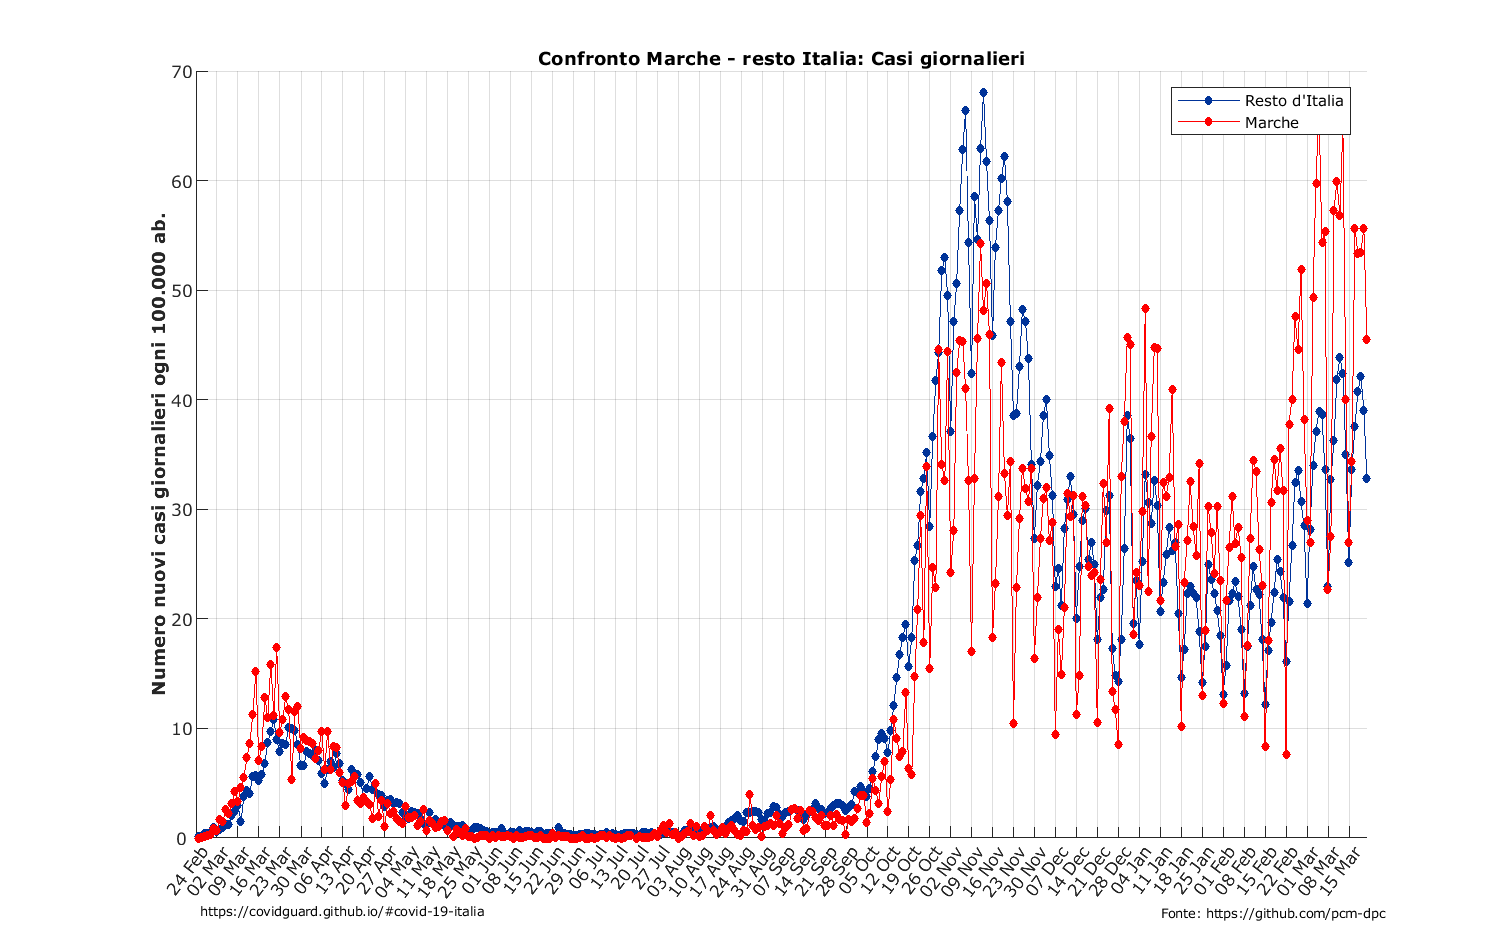 Confronto Marche - resto Italia: Casi giornalieri
Resto d'Italia
Marche
Numero nuovi casi giornalieri ogni 100.000 ab.
70
60
50
40
30
20
10
0
24 Feb
02 Mar
09 Mar
16 Mar
23 Mar
30 Mar
06 Apr
13 Apr
20 Apr
27 Apr
04 May
11 May
18 May
25 May
01 Jun
08 Jun
15 Jun
22 Jun
29 Jun
06 Jul
13 Jul
20 Jul
27 Jul
03 Aug
10 Aug
17 Aug
24 Aug
31 Aug
07 Sep
14 Sep
21 Sep
28 Sep
05 Oct
12 Oct
19 Oct
26 Oct
02 Nov
09 Nov
16 Nov
23 Nov
30 Nov
07 Dec
14 Dec
21 Dec
28 Dec
04 Jan
11 Jan
18 Jan
25 Jan
01 Feb
08 Feb
15 Feb
22 Feb
01 Mar
08 Mar
15 Mar
https://covidguard.github.io/#covid-19-italia
Fonte: https://github.com/pcm-dpc